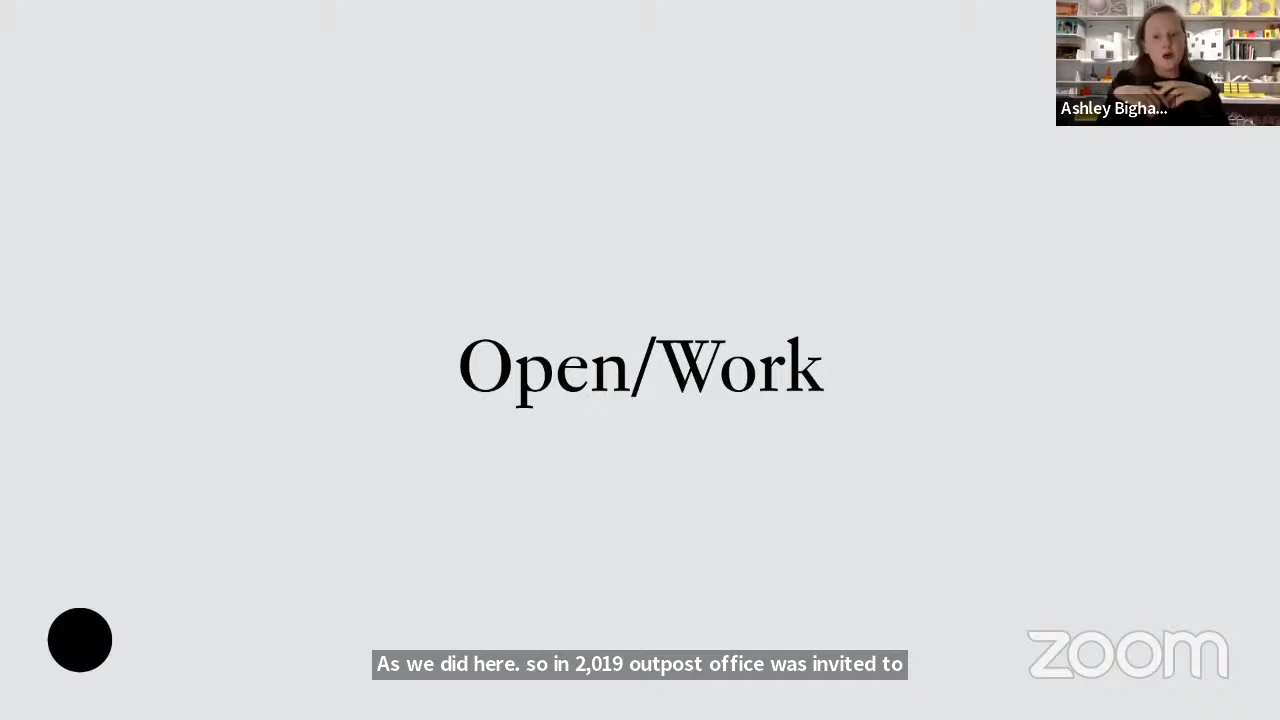 Ashley Bigha...
Open/Work
As we did here. so in 2,019 outpost office was invited to
zoom